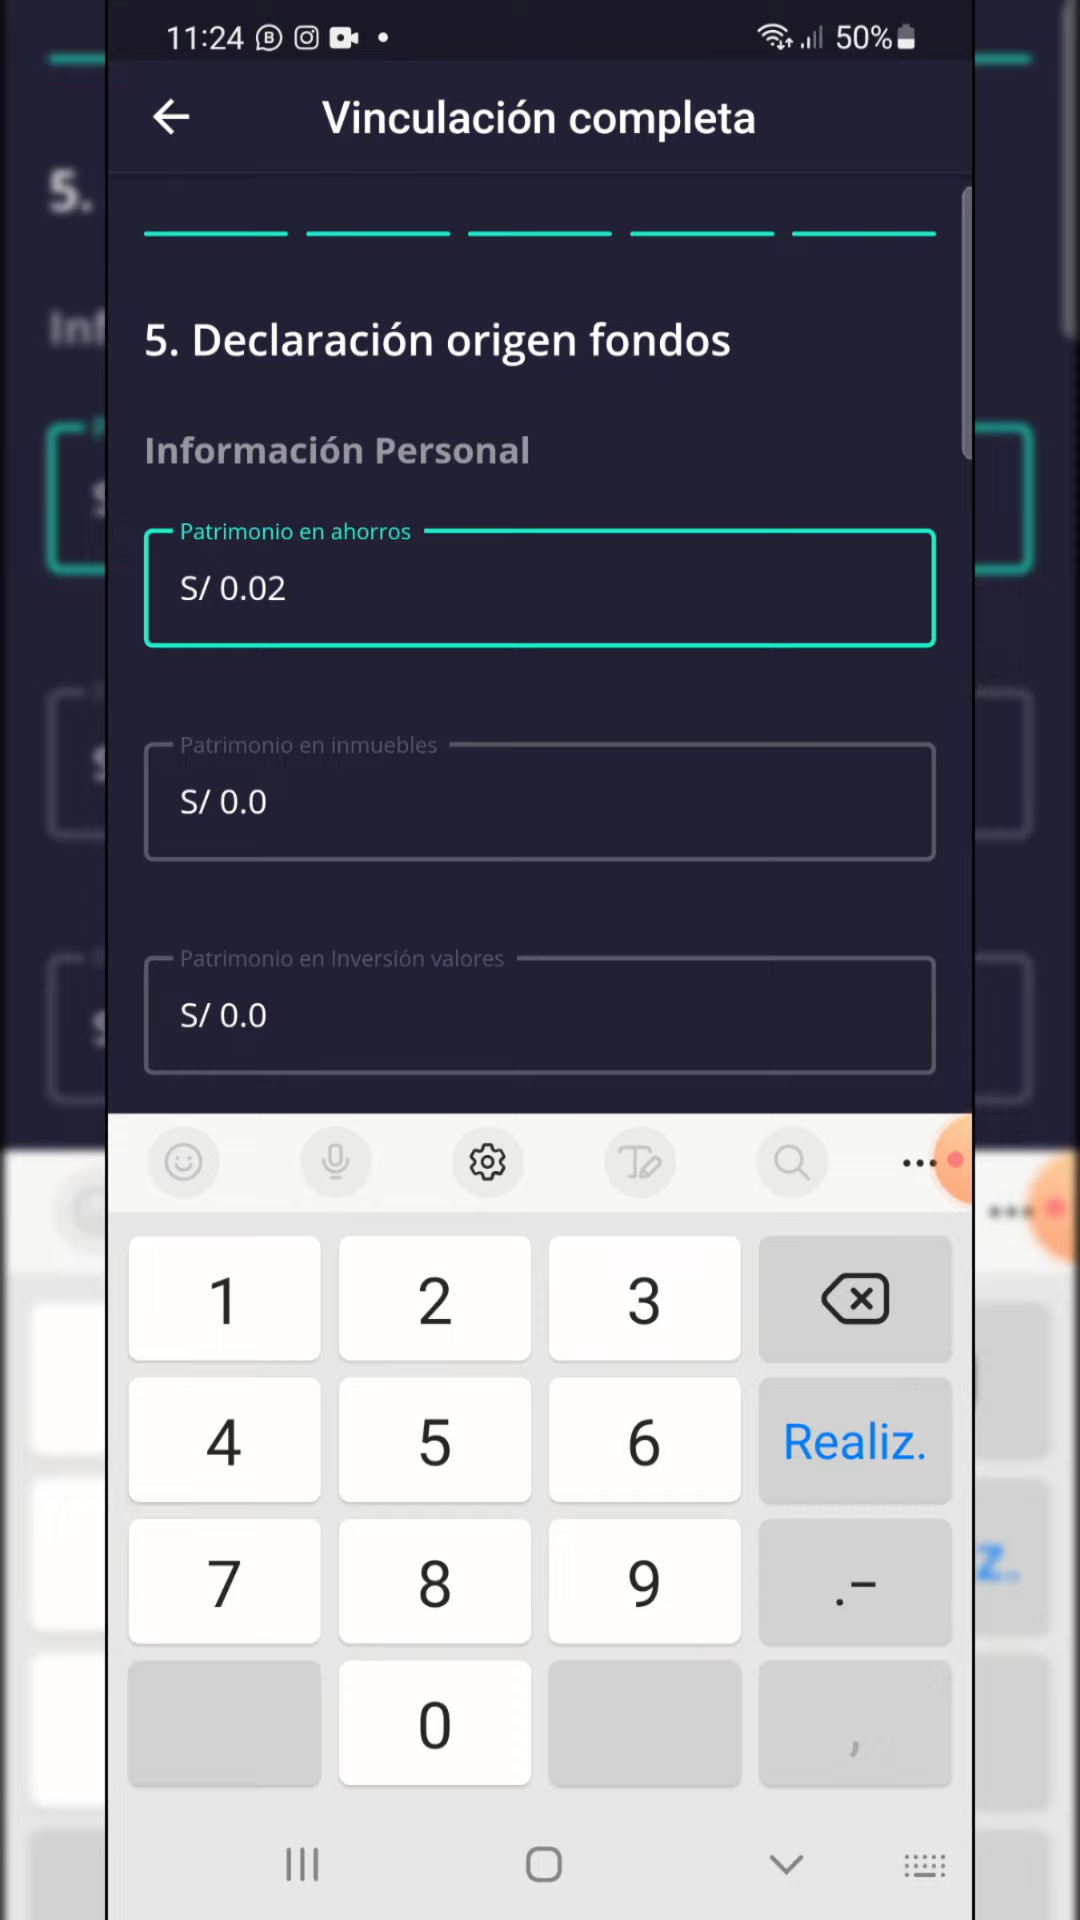 11:24
50%
Vinculación completa
5. Declaración origen fondos
Información Personal
Patrimonio en ahorros
S/ 0.02
Patrimonio en inmuebles
S/ 0.0
Patrimonio en Inversión valores
S/ 0.0
1 2 3
4 5 6 Realiz.
7 8 9 .-
0 ,